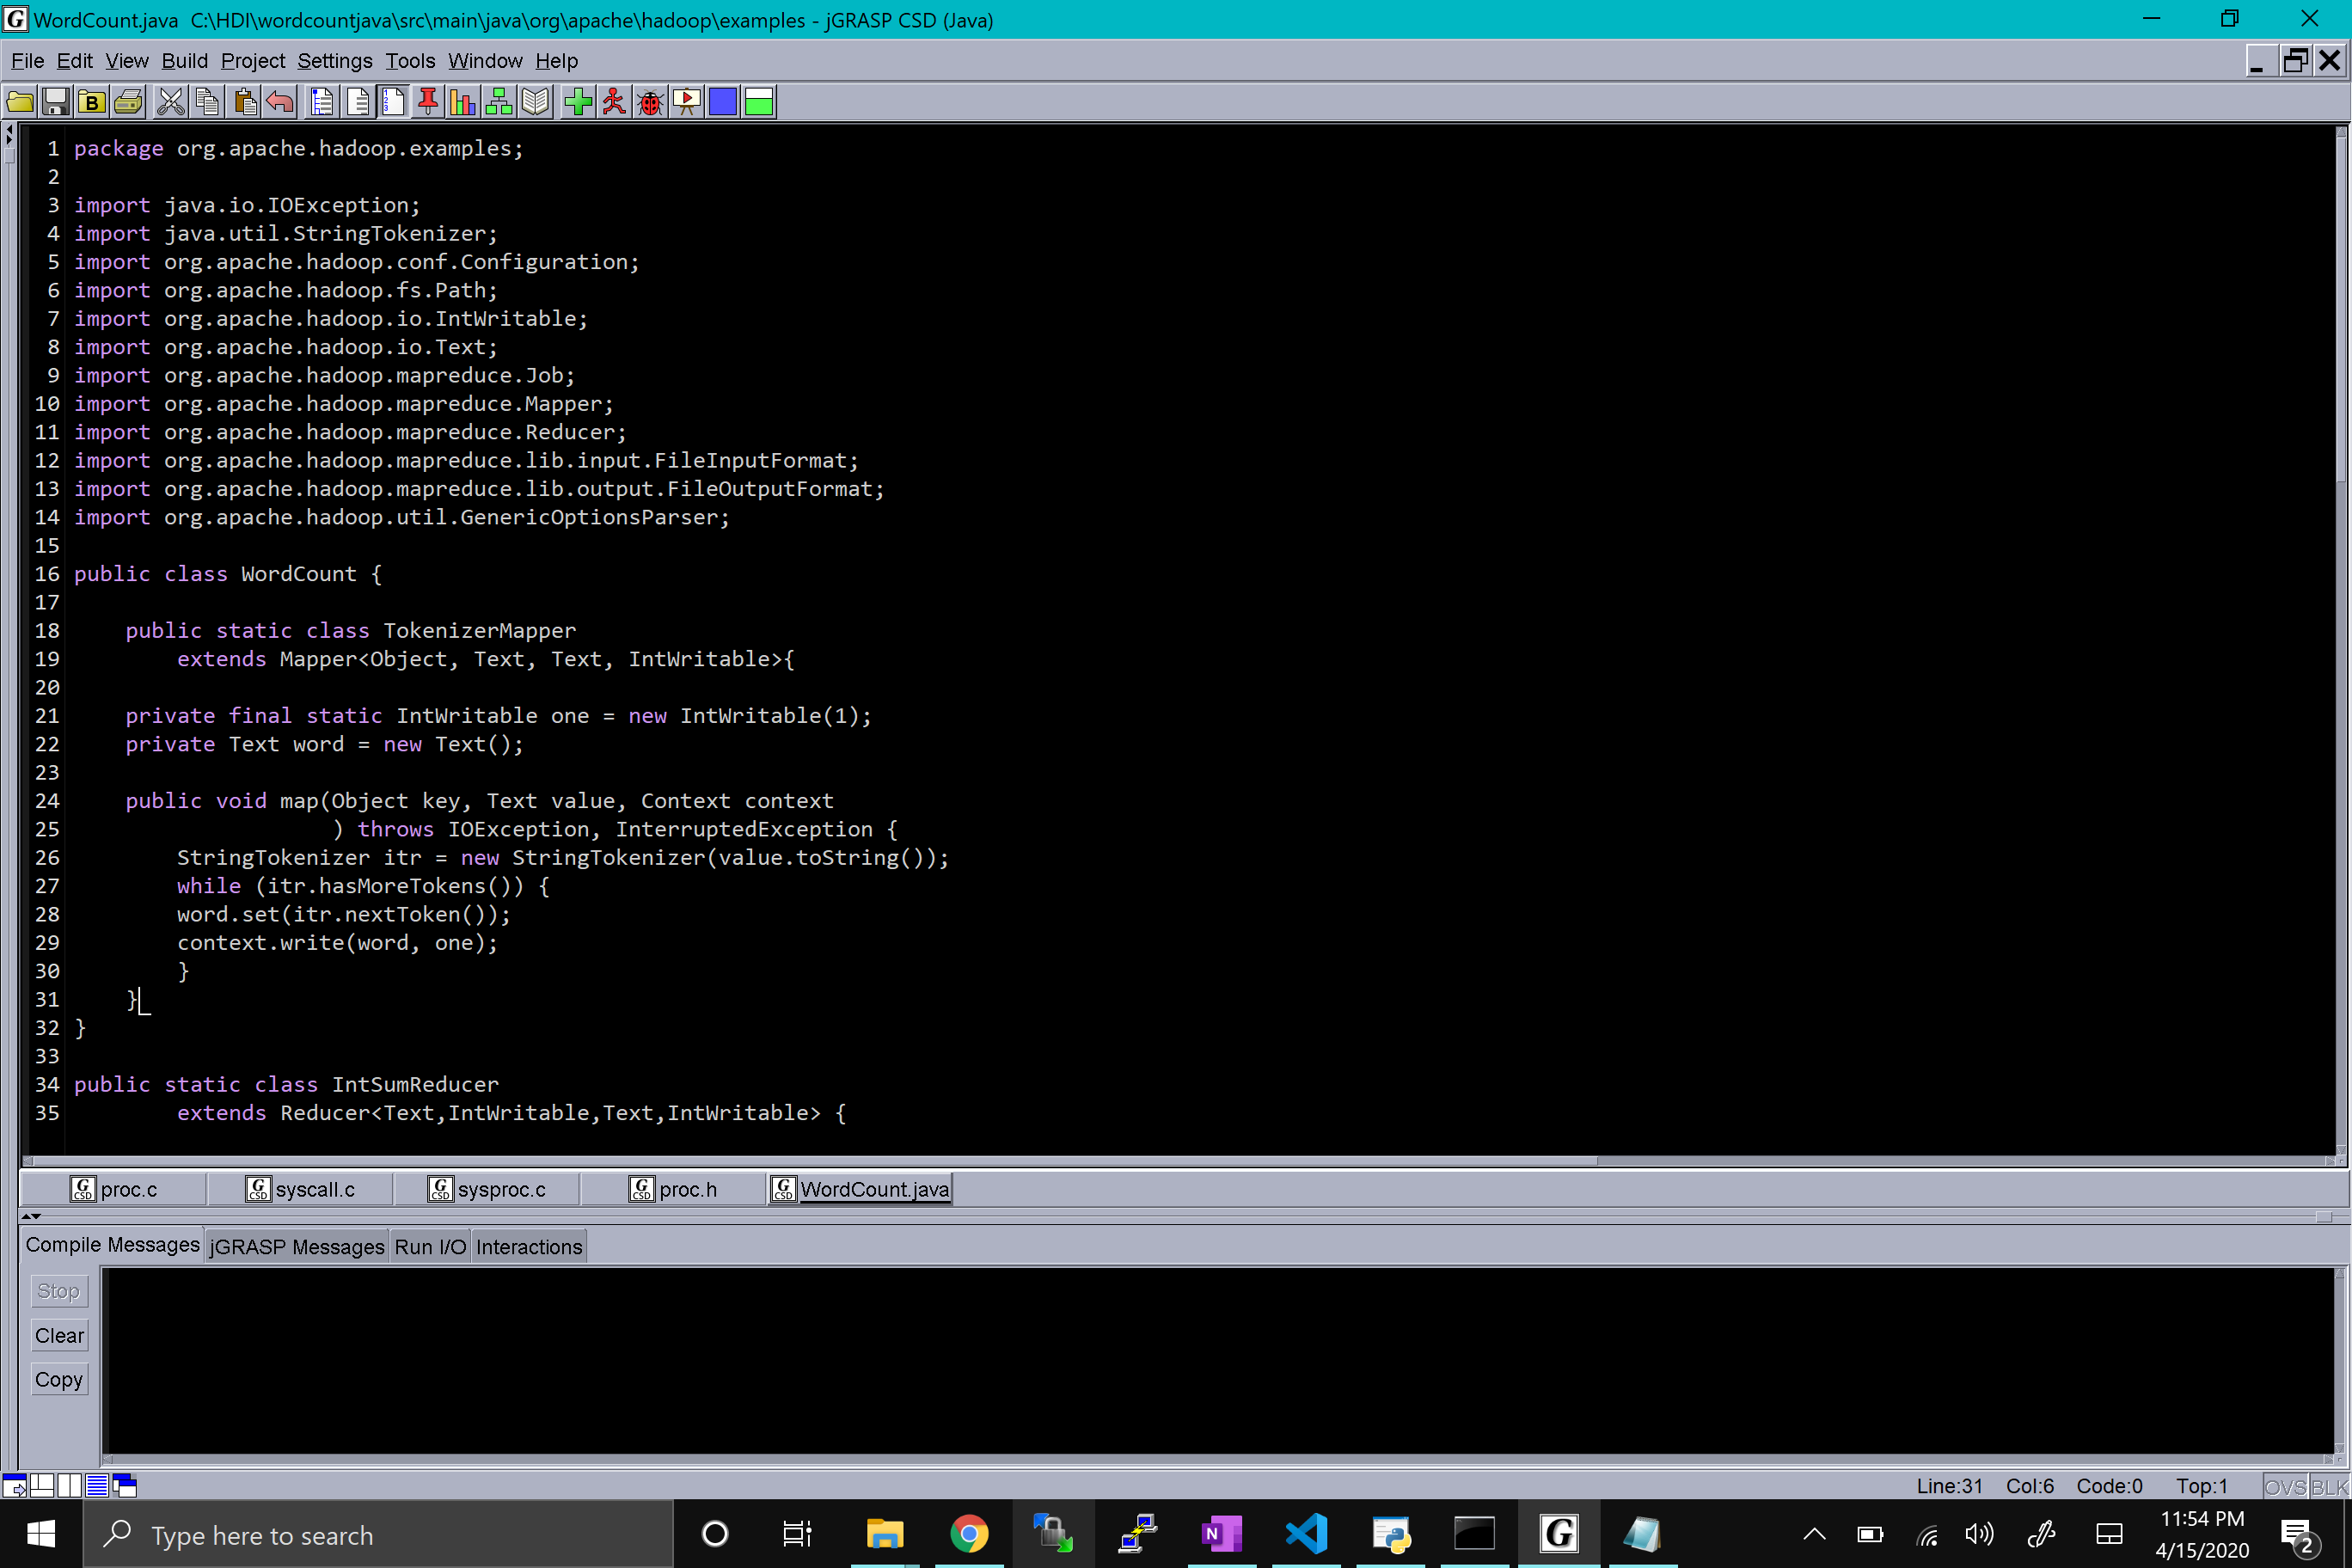 WordCount.java  C:\HDI\wordcountjava\src\main\java\org\apache\hadoop\examples - jGRASP CSD (Java)
File Edit View Build Project Settings Tools Window Help
1 package org.apache.hadoop.examples;
2
3 import java.io.IOException;
4 import java.util.StringTokenizer;
5 import org.apache.hadoop.conf.Configuration;
6 import org.apache.hadoop.fs.Path;
7 import org.apache.hadoop.io.IntWritable;
8 import org.apache.hadoop.io.Text;
9 import org.apache.hadoop.mapreduce.Job;
10 import org.apache.hadoop.mapreduce.Mapper;
11 import org.apache.hadoop.mapreduce.Reducer;
12 import org.apache.hadoop.mapreduce.lib.input.FileInputFormat;
13 import org.apache.hadoop.mapreduce.lib.output.FileOutputFormat;
14 import org.apache.hadoop.util.GenericOptionsParser;
15
16 public class WordCount {
17
18     public static class TokenizerMapper
19         extends Mapper<Object, Text, Text, IntWritable>{
20
21     private final static IntWritable one = new IntWritable(1);
22     private Text word = new Text();
23
24     public void map(Object key, Text value, Context context
25                     ) throws IOException, InterruptedException {
26         StringTokenizer itr = new StringTokenizer(value.toString());
27         while (itr.hasMoreTokens()) {
28         word.set(itr.nextToken());
29         context.write(word, one);
30         }
31     }
32 }
33
34 public static class IntSumReducer
35         extends Reducer<Text,IntWritable,Text,IntWritable> {
proc.c syscall.c sysproc.c proc.h WordCount.java
Compile Messages jGRASP Messages Run I/O Interactions
Stop
Clear
Copy
Line:31 Col:6 Code:0 Top:1 OVS BLK
Type here to search
11:54 PM
4/15/2020
2